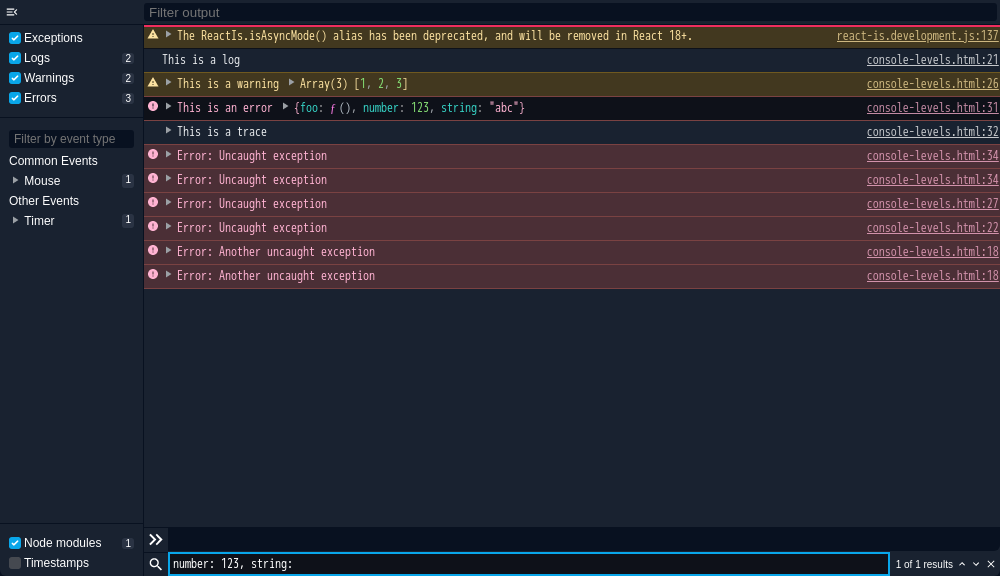 Filter output
Exceptions
Logs 2
Warnings 2
Errors 3
Filter by event type
Common Events
Mouse 1
Other Events
Timer 1
Node modules 1
Timestamps
The ReactIs.isAsyncMode() alias has been deprecated, and will be removed in React 18+. react-is.development.js:137
This is a log console-levels.html:21
This is a warning Array(3) [1, 2, 3] console-levels.html:26
This is an error {foo: ƒ (), number: 123, string: "abc"} console-levels.html:31
This is a trace console-levels.html:32
Error: Uncaught exception console-levels.html:34
Error: Uncaught exception console-levels.html:34
Error: Uncaught exception console-levels.html:27
Error: Uncaught exception console-levels.html:22
Error: Another uncaught exception console-levels.html:18
Error: Another uncaught exception console-levels.html:18
number: 123, string: 1 of 1 results